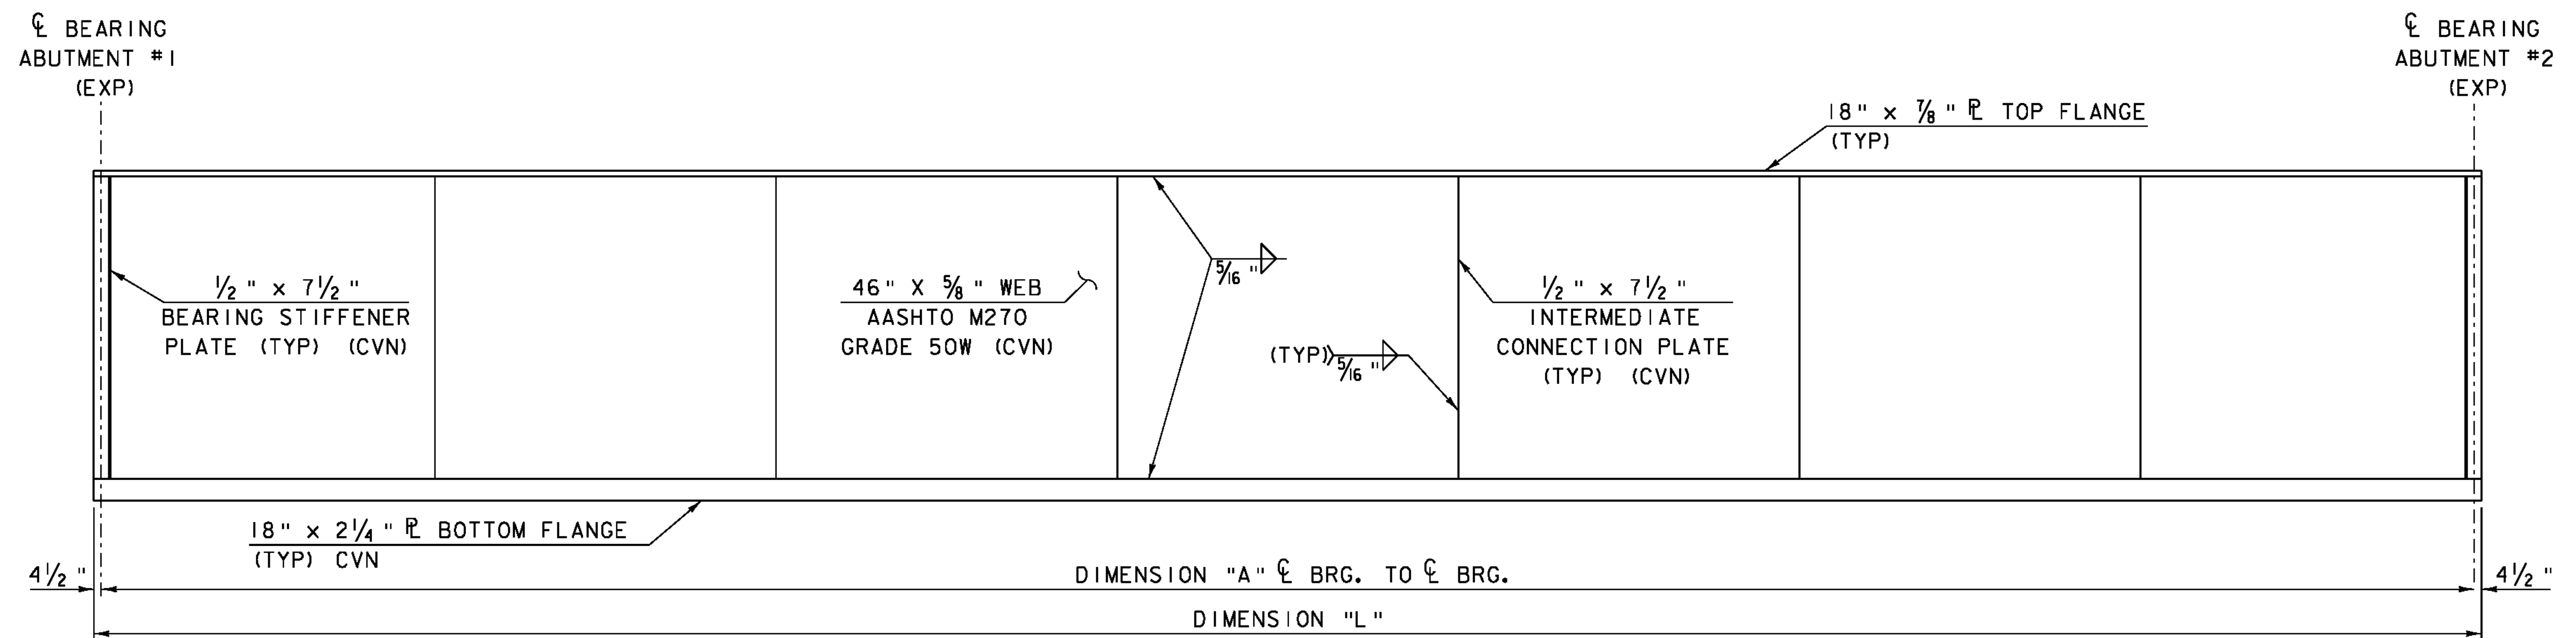 ℄ BEARING
ABUTMENT #1
(EXP)
℄ BEARING
ABUTMENT #2
(EXP)
18" x 7/8" ⅊ TOP FLANGE
(TYP)
1/2" x 7 1/2"
BEARING STIFFENER
PLATE (TYP) (CVN)
46" X 5/8" WEB
AASHTO M270
GRADE 50W (CVN)
5/16"
(TYP)
5/16"
1/2" x 7 1/2"
INTERMEDIATE
CONNECTION PLATE
(TYP) (CVN)
18" x 2 1/4" ⅊ BOTTOM FLANGE
(TYP) CVN
4 1/2"
DIMENSION "A" ℄ BRG. TO ℄ BRG.
4 1/2"
DIMENSION "L"